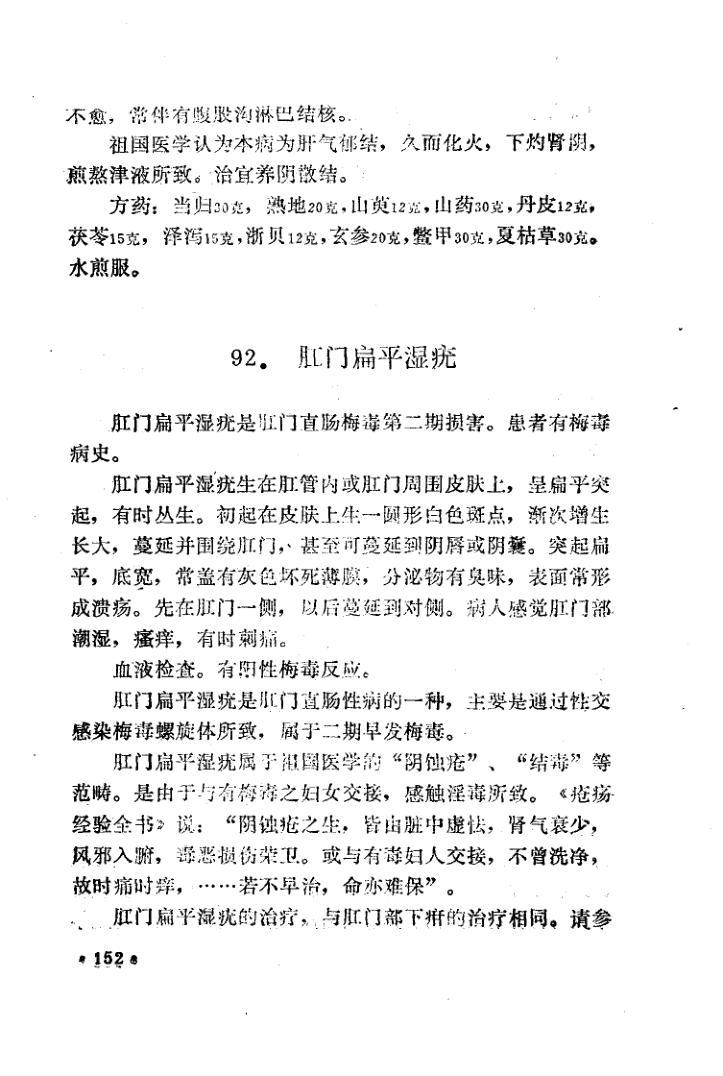 不愈，常伴有腹股沟淋巴结核。
祖国医学认为本病为肝气郁结，久而化火，下灼肾阴，
煎熬津液所致。治宜养阴散结。
方药：当归30克，熟地20克，山萸12克，山药30克，丹皮12克，
茯苓15克，泽泻15克，浙贝12克，玄参20克，鳖甲30克，夏枯草30克。
水煎服。
92. 肛门扁平湿疣
肛门扁平湿疣是肛门直肠梅毒第二期损害。患者有梅毒
病史。
肛门扁平湿疣生在肛管内或肛门周围皮肤上，呈扁平突
起，有时丛生。初起在皮肤上生一圆形白色斑点，渐次增生
长大，蔓延并围绕肛门，甚至可蔓延到阴唇或阴囊。突起扁
平，底宽，常盖有灰色坏死薄膜，分泌物有臭味，表面常形
成溃疡。先在肛门一侧，以后蔓延到对侧。病人感觉肛门部
潮湿，瘙痒，有时刺痛。
血液检查。有阳性梅毒反应。
肛门扁平湿疣是肛门直肠性病的一种，主要是通过性交
感染梅毒螺旋体所致，属于二期早发梅毒。
肛门扁平湿疣属于祖国医学的“阴蚀疮”、“结毒”等
范畴。是由于与有梅毒之妇女交接，感触淫毒所致。《疮疡
经验全书》说：“阴蚀疮之生，皆由脏中虚怯，肾气衰少，
风邪入腑，毒恶损伤荣卫。或与有毒妇人交接，不曾洗净，
故时痛时痒，……若不早治，命亦难保”。
肛门扁平湿疣的治疗，与肛门部下疳的治疗相同。请参
• 152 •